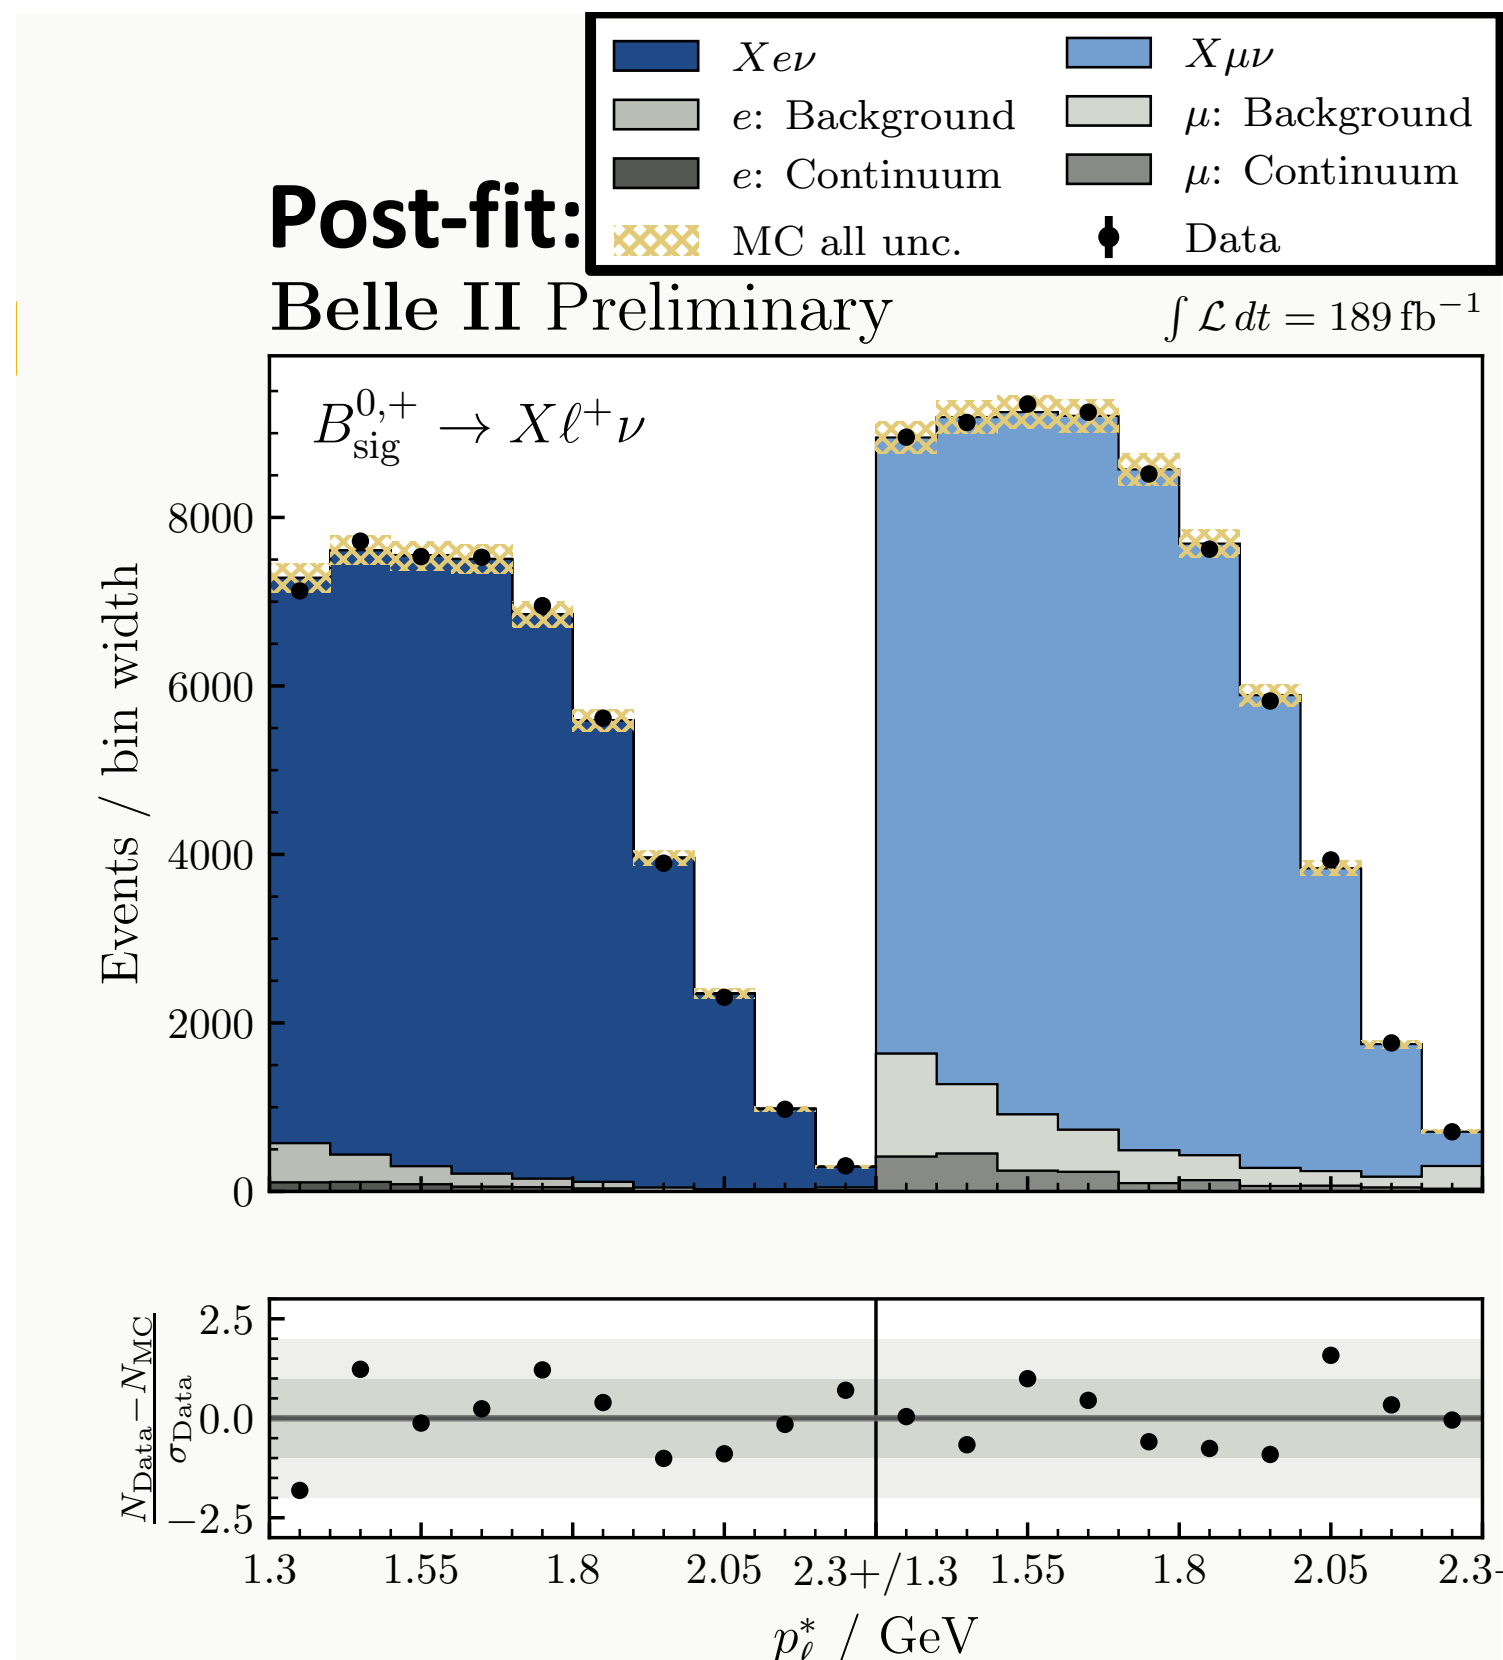 Xeν
Xμν
e: Background
μ: Background
e: Continuum
μ: Continuum
MC all unc.
Data
Post-fit:
Belle II Preliminary
∫ ℒ dt = 189 fb⁻¹
B⁰,⁺sig → Xℓ⁺ν
8000
6000
4000
2000
0
Events / bin width
2.5
0.0
−2.5
N_Data − N_MC
σ_Data
1.3 1.55 1.8 2.05 2.3+/1.3 1.55 1.8 2.05 2.3-
p*ℓ / GeV